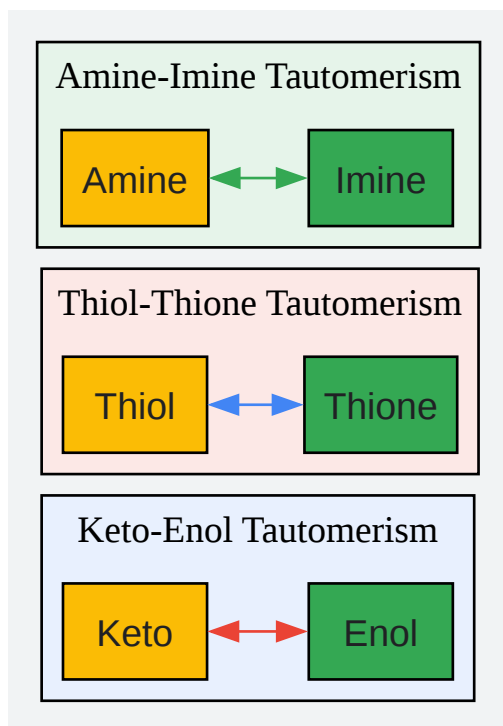 Amine-Imine Tautomerism
Amine Imine
Thiol-Thione Tautomerism
Thiol Thione
Keto-Enol Tautomerism
Keto Enol